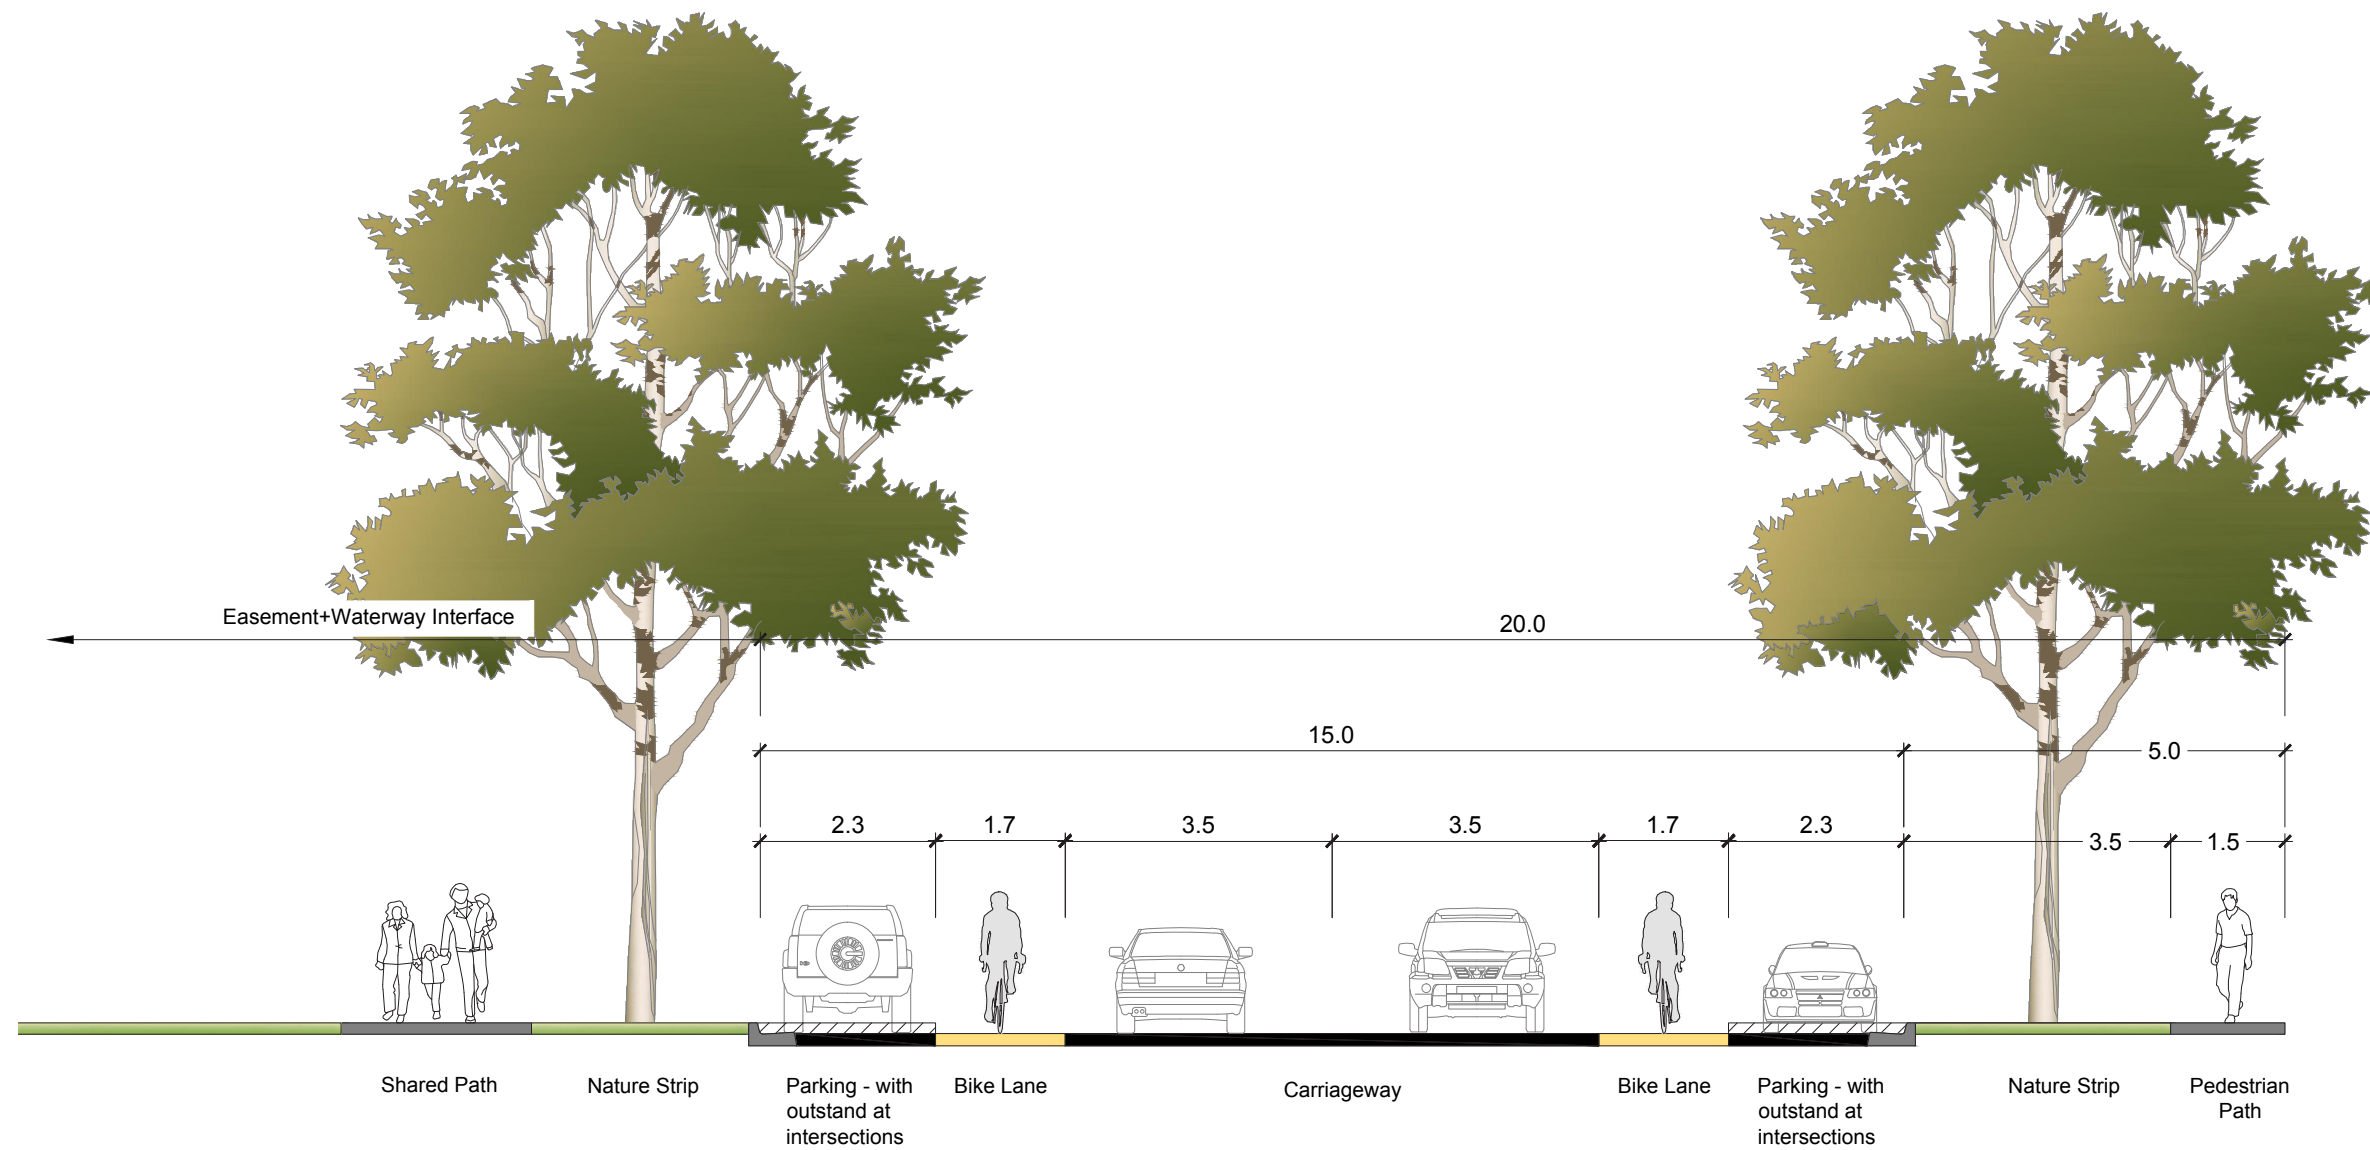 Easement+Waterway Interface
20.0
15.0
5.0
2.3
1.7
3.5
3.5
1.7
2.3
3.5
1.5
Shared Path
Nature Strip
Parking - with
outstand at
intersections
Bike Lane
Carriageway
Bike Lane
Parking - with
outstand at
intersections
Nature Strip
Pedestrian
Path